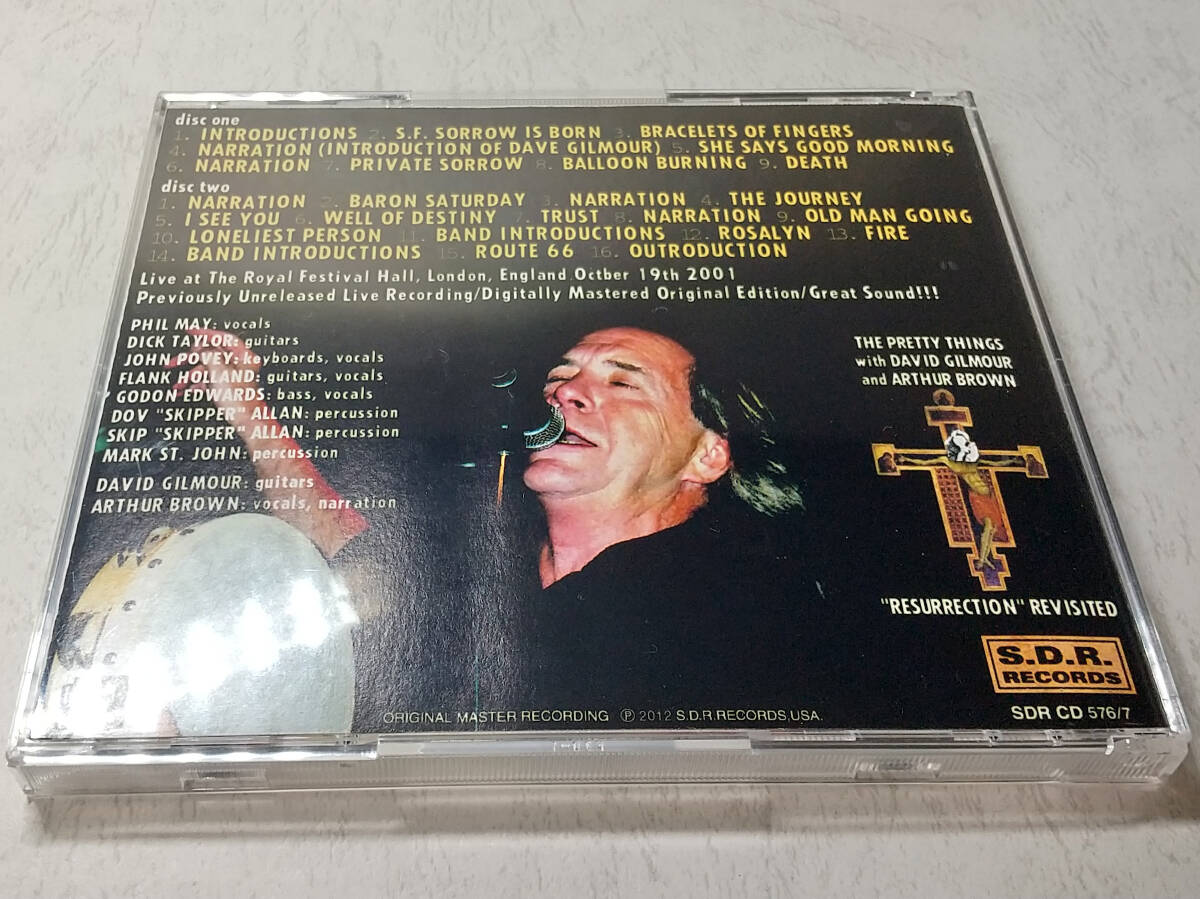 disc one
1. INTRODUCTIONS 2. S.F. SORROW IS BORN 3. BRACELETS OF FINGERS
4. NARRATION (INTRODUCTION OF DAVE GILMOUR) 5. SHE SAYS GOOD MORNING
6. NARRATION 7. PRIVATE SORROW 8. BALLOON BURNING 9. DEATH
disc two
1. NARRATION 2. BARON SATURDAY 3. NARRATION 4. THE JOURNEY
5. I SEE YOU 6. WELL OF DESTINY 7. TRUST 8. NARRATION 9. OLD MAN GOING
10. LONELIEST PERSON 11. BAND INTRODUCTIONS 12. ROSALYN 13. FIRE
14. BAND INTRODUCTIONS 15. ROUTE 66 16. OUTRODUCTION
Live at The Royal Festival Hall, London, England Octber 19th 2001
Previously Unreleased Live Recording/Digitally Mastered Original Edition/Great Sound!!!
PHIL MAY: vocals
DICK TAYLOR: guitars
JOHN POVEY: keyboards, vocals
FLANK HOLLAND: guitars, vocals
GODON EDWARDS: bass, vocals
DOV "SKIPPER" ALLAN: percussion
SKIP "SKIPPER" ALLAN: percussion
MARK ST. JOHN: percussion
DAVID GILMOUR: guitars
ARTHUR BROWN: vocals, narration
THE PRETTY THINGS
with DAVID GILMOUR
and ARTHUR BROWN
"RESURRECTION" REVISITED
S.D.R.
RECORDS
ORIGINAL MASTER RECORDING Ⓟ 2012 S.D.R.RECORDS,USA.
SDR CD 576/7